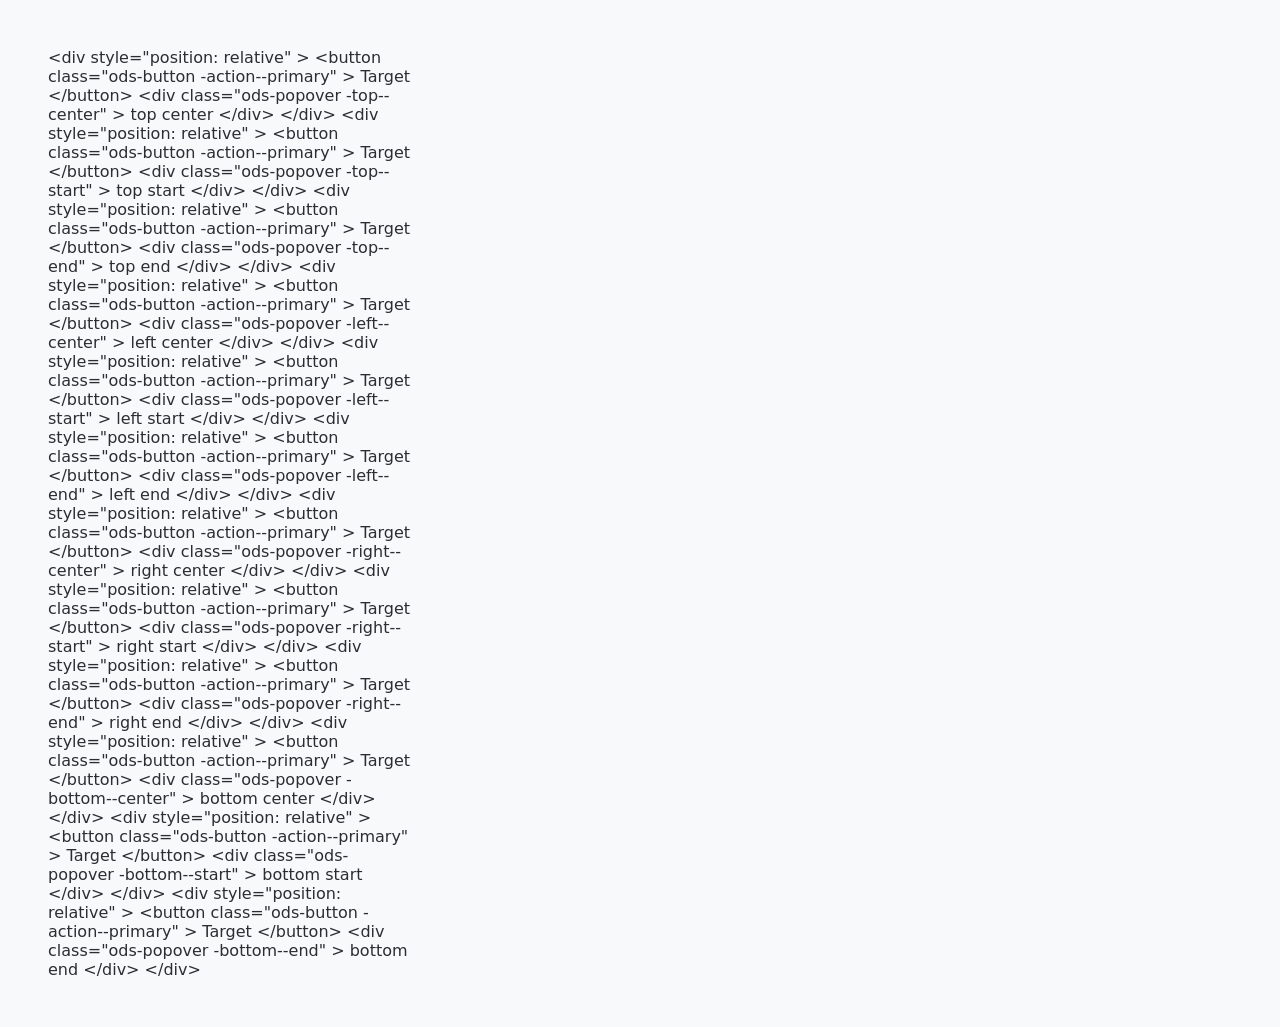 <div style="position: relative" > <button
class="ods-button -action--primary" > Target
</button> <div class="ods-popover -top--
center" > top center </div> </div> <div
style="position: relative" > <button
class="ods-button -action--primary" > Target
</button> <div class="ods-popover -top--
start" > top start </div> </div> <div
style="position: relative" > <button
class="ods-button -action--primary" > Target
</button> <div class="ods-popover -top--
end" > top end </div> </div> <div
style="position: relative" > <button
class="ods-button -action--primary" > Target
</button> <div class="ods-popover -left--
center" > left center </div> </div> <div
style="position: relative" > <button
class="ods-button -action--primary" > Target
</button> <div class="ods-popover -left--
start" > left start </div> </div> <div
style="position: relative" > <button
class="ods-button -action--primary" > Target
</button> <div class="ods-popover -left--
end" > left end </div> </div> <div
style="position: relative" > <button
class="ods-button -action--primary" > Target
</button> <div class="ods-popover -right--
center" > right center </div> </div> <div
style="position: relative" > <button
class="ods-button -action--primary" > Target
</button> <div class="ods-popover -right--
start" > right start </div> </div> <div
style="position: relative" > <button
class="ods-button -action--primary" > Target
</button> <div class="ods-popover -right--
end" > right end </div> </div> <div
style="position: relative" > <button
class="ods-button -action--primary" > Target
</button> <div class="ods-popover -
bottom--center" > bottom center </div>
</div> <div style="position: relative" >
<button class="ods-button -action--primary"
> Target </button> <div class="ods-
popover -bottom--start" > bottom start
</div> </div> <div style="position:
relative" > <button class="ods-button -
action--primary" > Target </button> <div
class="ods-popover -bottom--end" > bottom
end </div> </div>